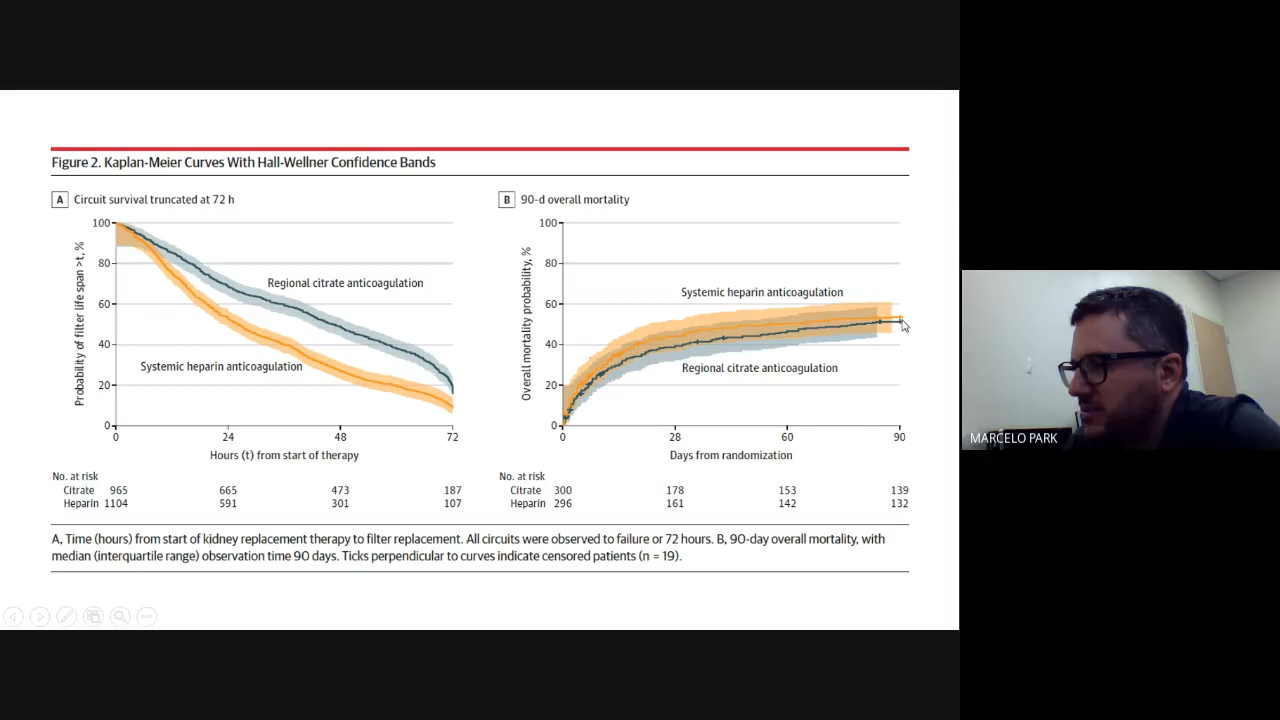 Figure 2. Kaplan-Meier Curves With Hall-Wellner Confidence Bands
A Circuit survival truncated at 72 h
Probability of filter life span >t, %
100
80
60
40
20
0
Regional citrate anticoagulation
Systemic heparin anticoagulation
0 24 48 72
Hours (t) from start of therapy
No. at risk
Citrate 965 665 473 187
Heparin 1104 591 301 107
B 90-d overall mortality
Overall mortality probability, %
100
80
60
40
20
0
Systemic heparin anticoagulation
Regional citrate anticoagulation
0 28 60 90
Days from randomization
No. at risk
Citrate 300 178 153 139
Heparin 296 161 142 132
A, Time (hours) from start of kidney replacement therapy to filter replacement. All circuits were observed to failure or 72 hours. B, 90-day overall mortality, with
median (interquartile range) observation time 90 days. Ticks perpendicular to curves indicate censored patients (n = 19).
MARCELO PARK